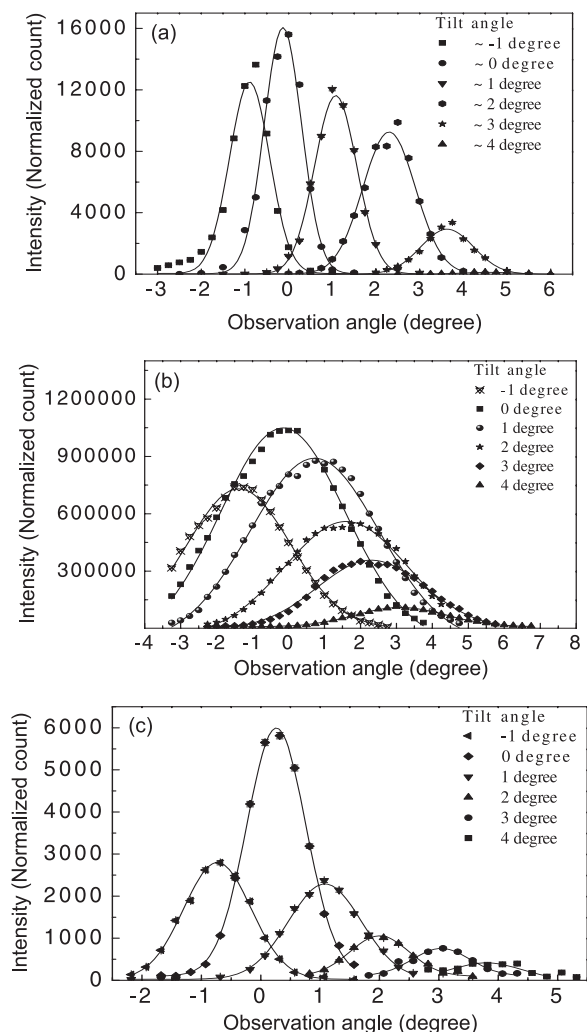 (a)
Tilt angle
~ -1 degree
~ 0 degree
~ 1 degree
~ 2 degree
~ 3 degree
~ 4 degree
Intensity (Normalized count)
16000
12000
8000
4000
0
-3 -2 -1 0 1 2 3 4 5 6
Observation angle (degree)
(b)
Tilt angle
-1 degree
0 degree
1 degree
2 degree
3 degree
4 degree
Intensity (Normalized count)
1200000
900000
600000
300000
-4 -3 -2 -1 0 1 2 3 4 5 6 7 8
Observation angle (degree)
(c)
Tilt angle
-1 degree
0 degree
1 degree
2 degree
3 degree
4 degree
Intensity (Normalized count)
6000
5000
4000
3000
2000
1000
0
-2 -1 0 1 2 3 4 5
Observation angle (degree)